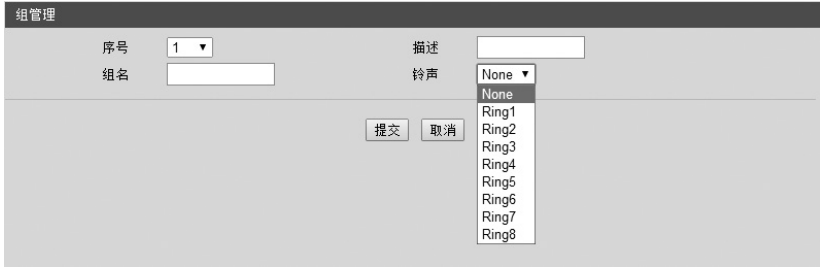 组管理
序号 1 ▼ 描述
组名 铃声 None ▼
None
Ring1
Ring2
Ring3
Ring4
Ring5
Ring6
Ring7
Ring8
提交 取消